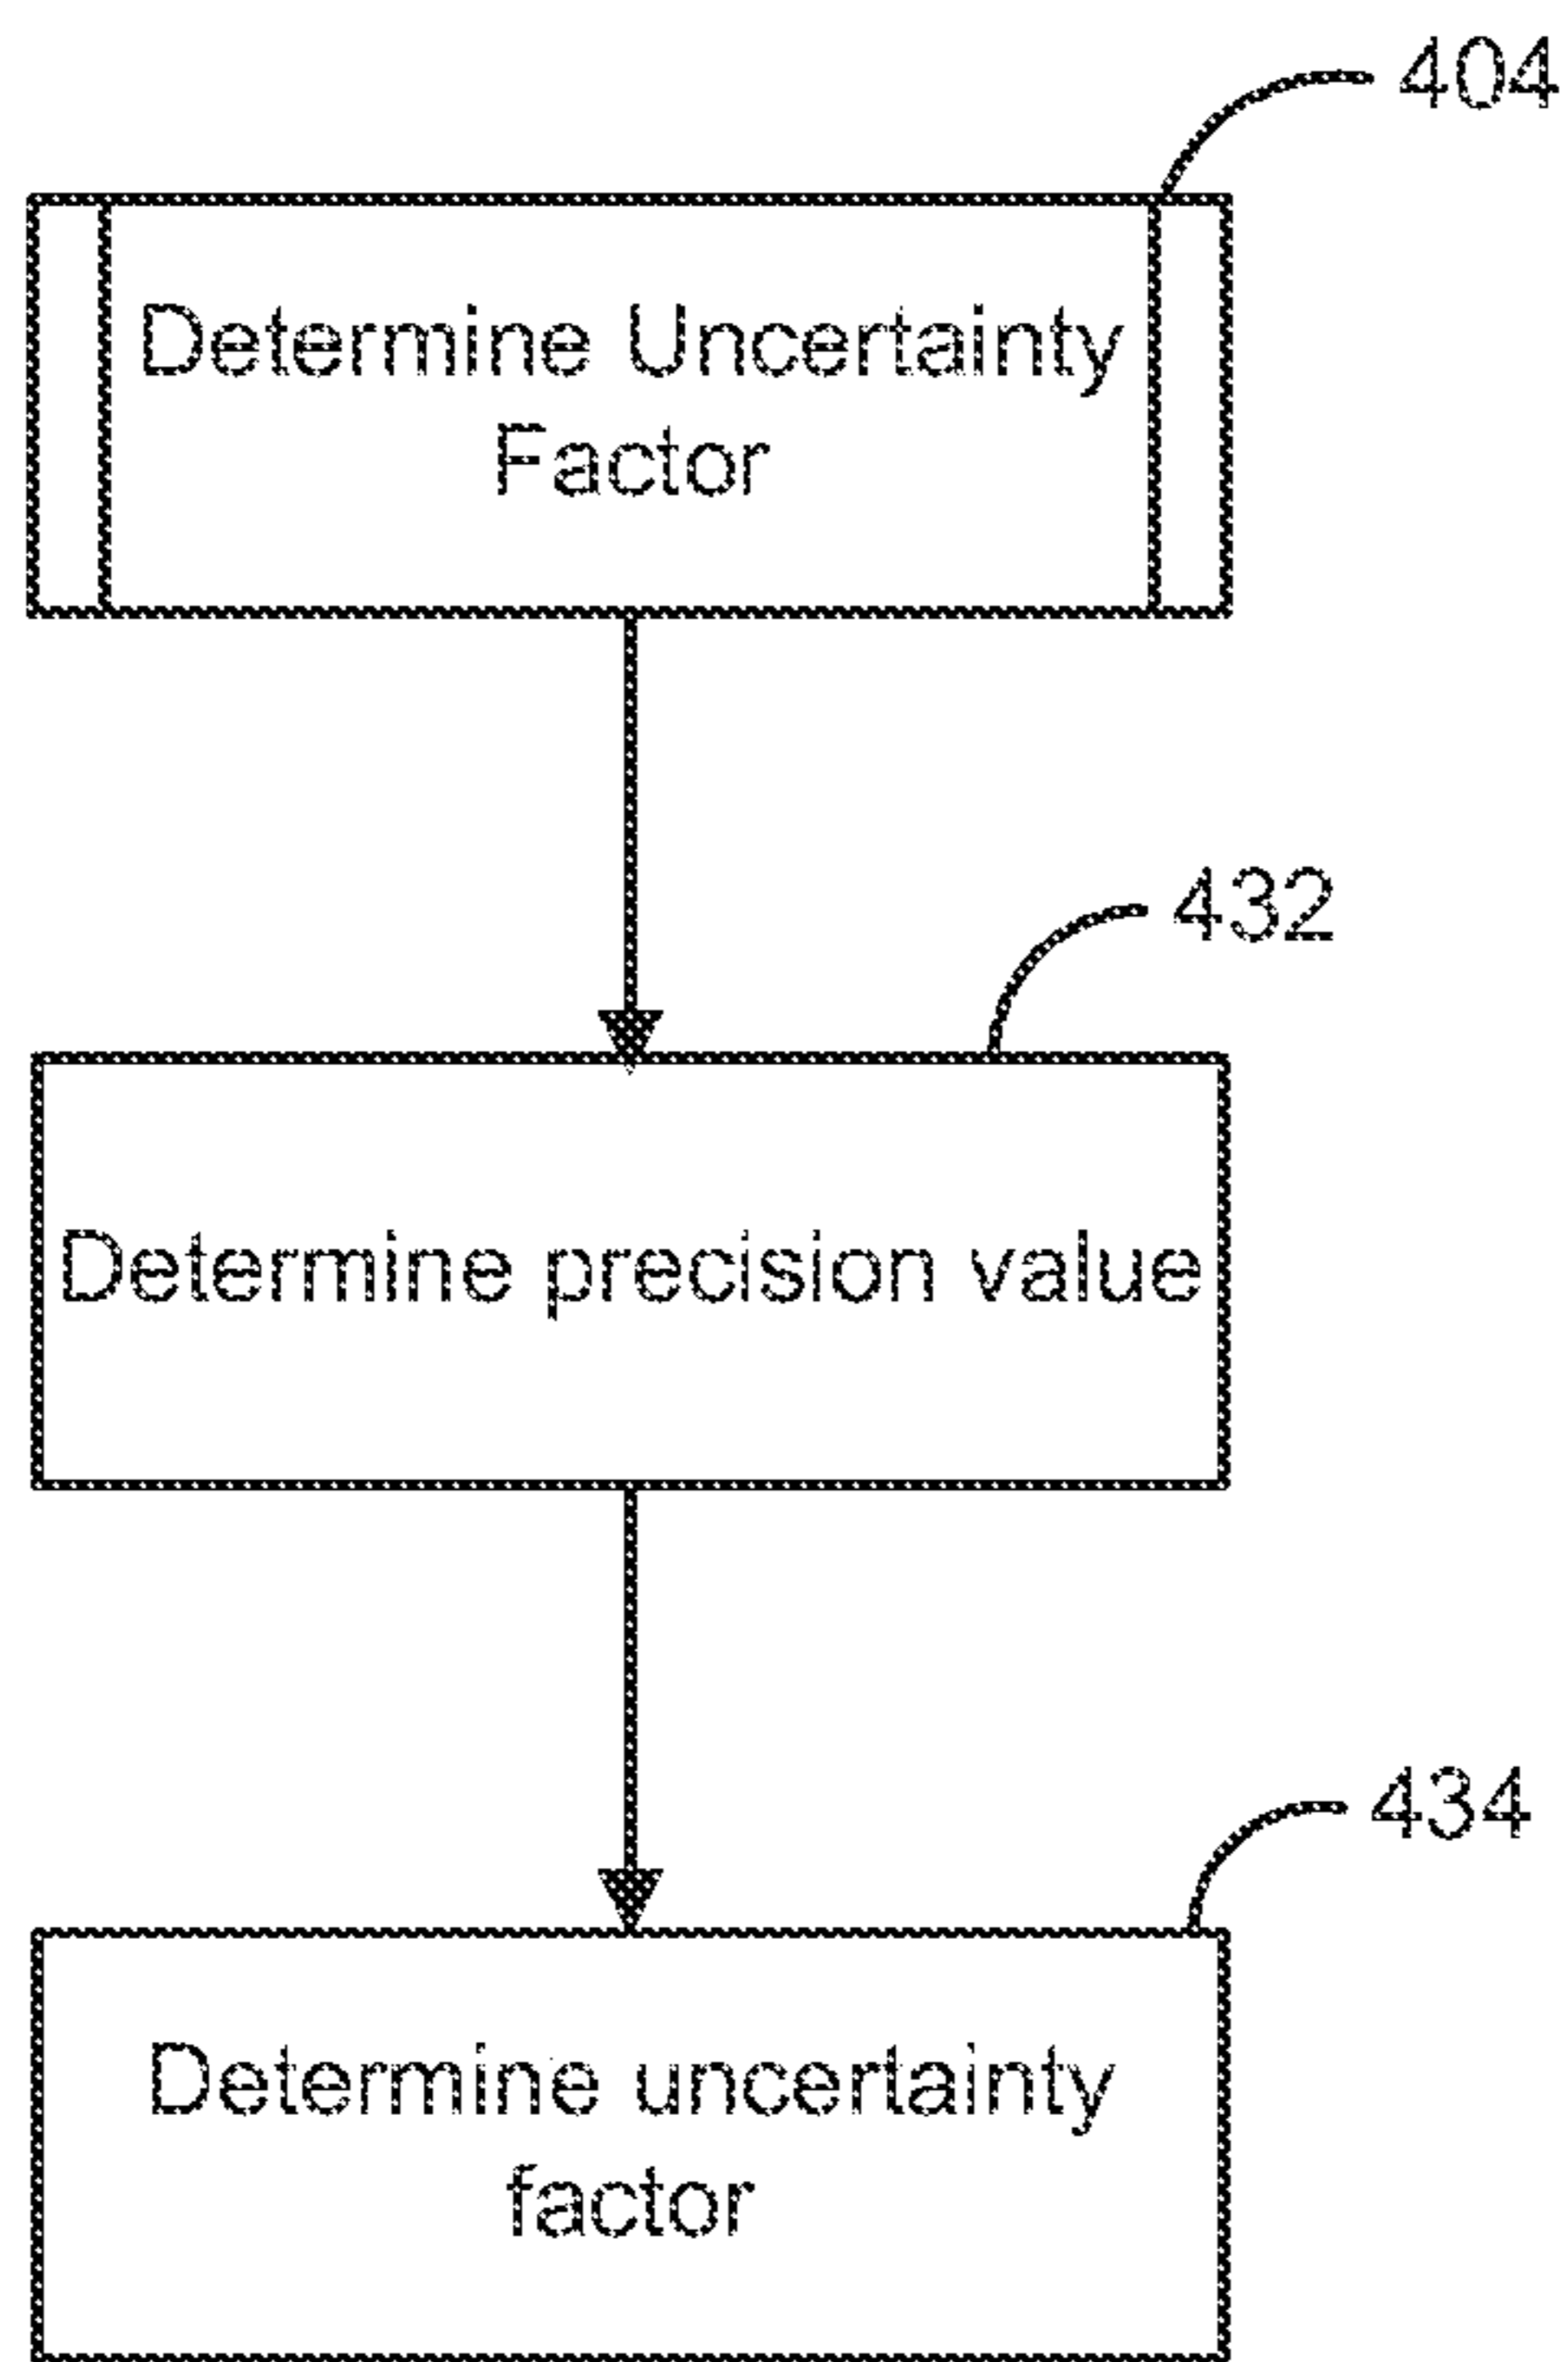 404
Determine Uncertainty
Factor
432
Determine precision value
434
Determine uncertainty
factor